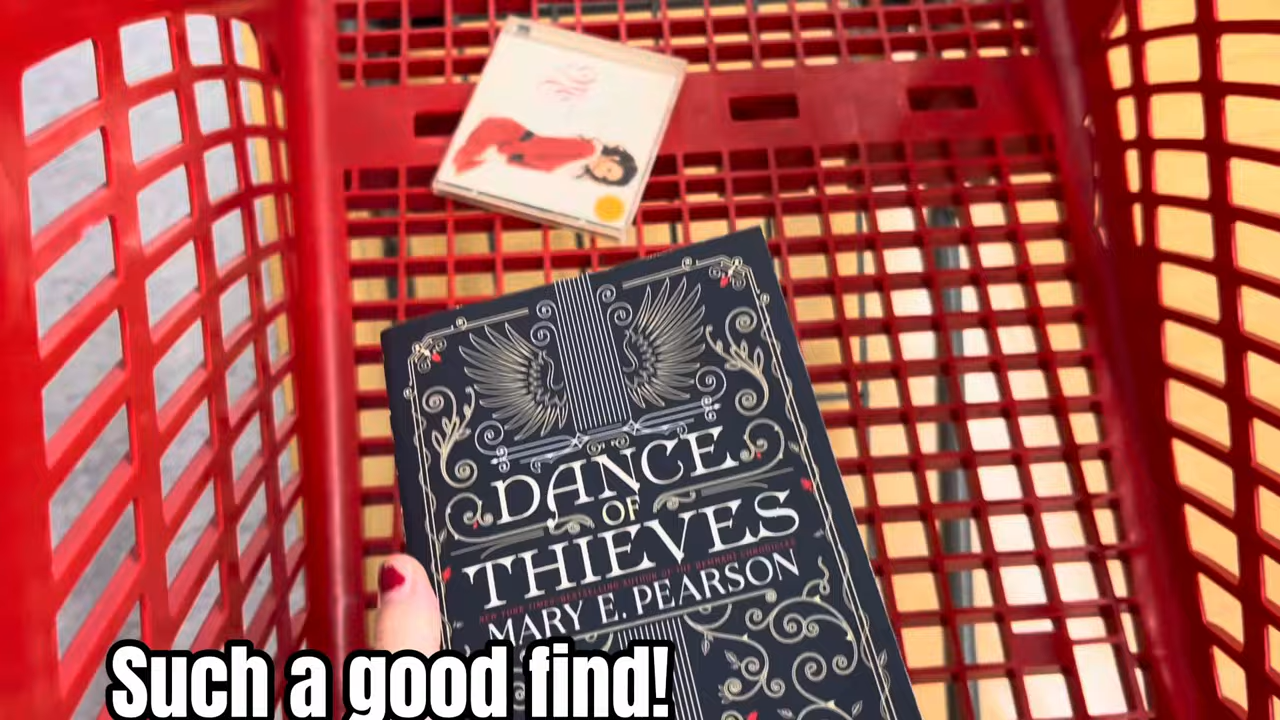 DANCE
OF
THIEVES
NEW YORK TIMES-BESTSELLING AUTHOR OF THE REMNANT CHRONICLES
MARY E. PEARSON
Such a good find!